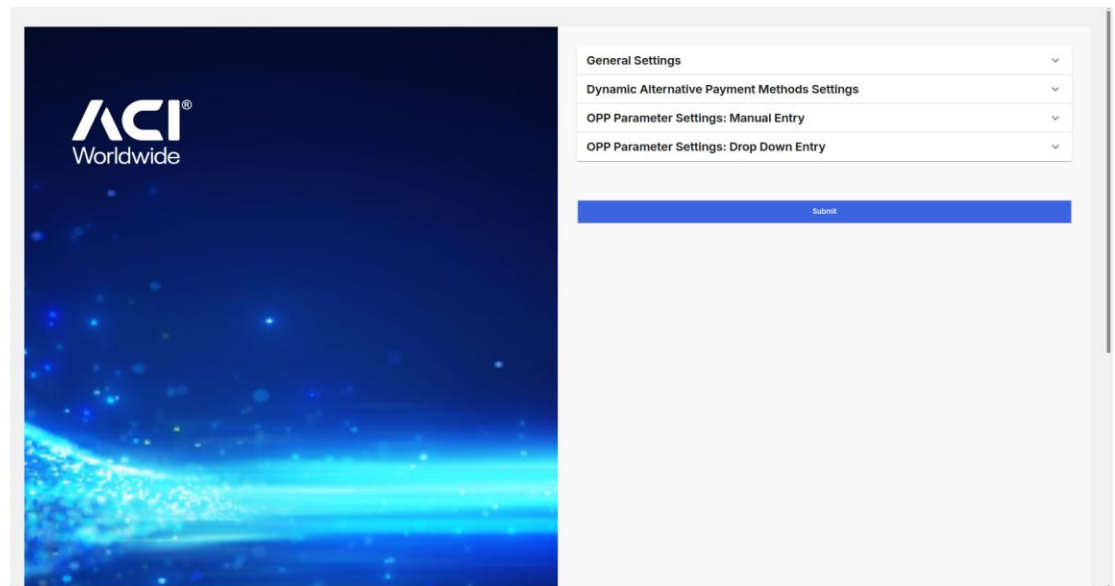 ACI®
Worldwide
General Settings
Dynamic Alternative Payment Methods Settings
OPP Parameter Settings: Manual Entry
OPP Parameter Settings: Drop Down Entry
Submit